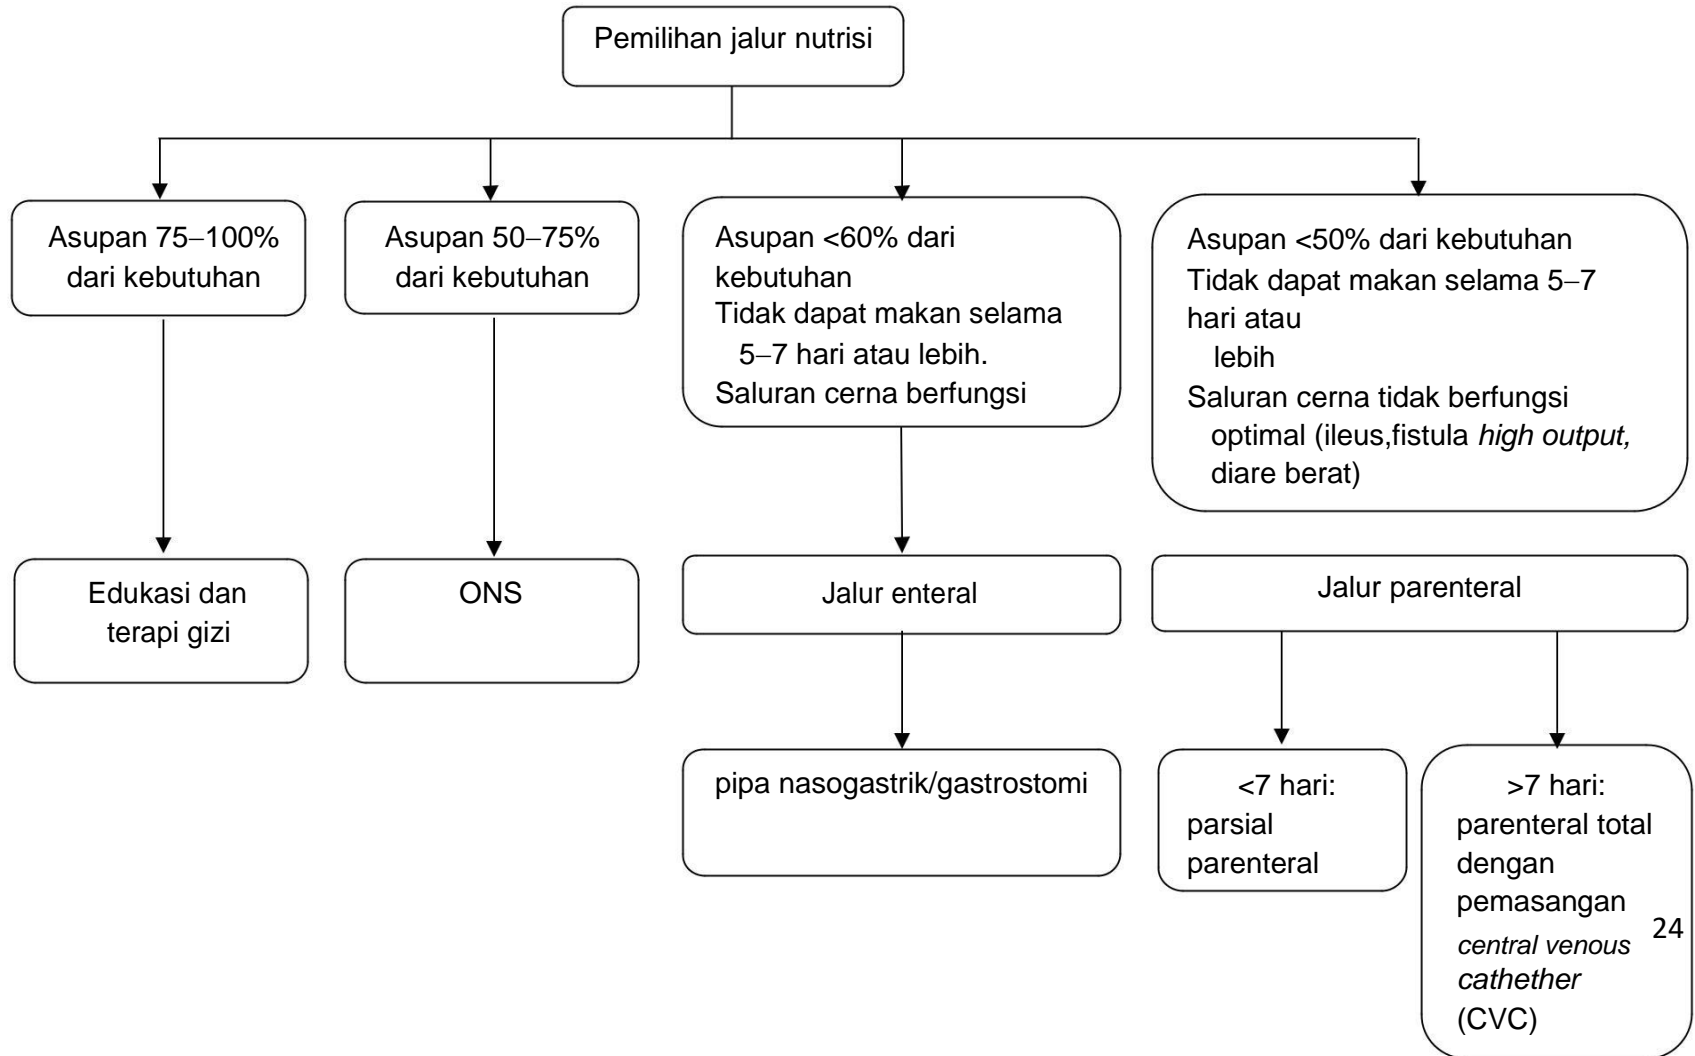 Pemilihan jalur nutrisi
Asupan 75–100%
dari kebutuhan
Asupan 50–75%
dari kebutuhan
Asupan <60% dari
kebutuhan
Tidak dapat makan selama
5–7 hari atau lebih.
Saluran cerna berfungsi
Asupan <50% dari kebutuhan
Tidak dapat makan selama 5–7
hari atau
lebih
Saluran cerna tidak berfungsi
optimal (ileus,fistula high output,
diare berat)
Edukasi dan
terapi gizi
ONS
Jalur enteral
Jalur parenteral
pipa nasogastrik/gastrostomi
<7 hari:
parsial
parenteral
>7 hari:
parenteral total
dengan
pemasangan
central venous
cathether
(CVC)
24